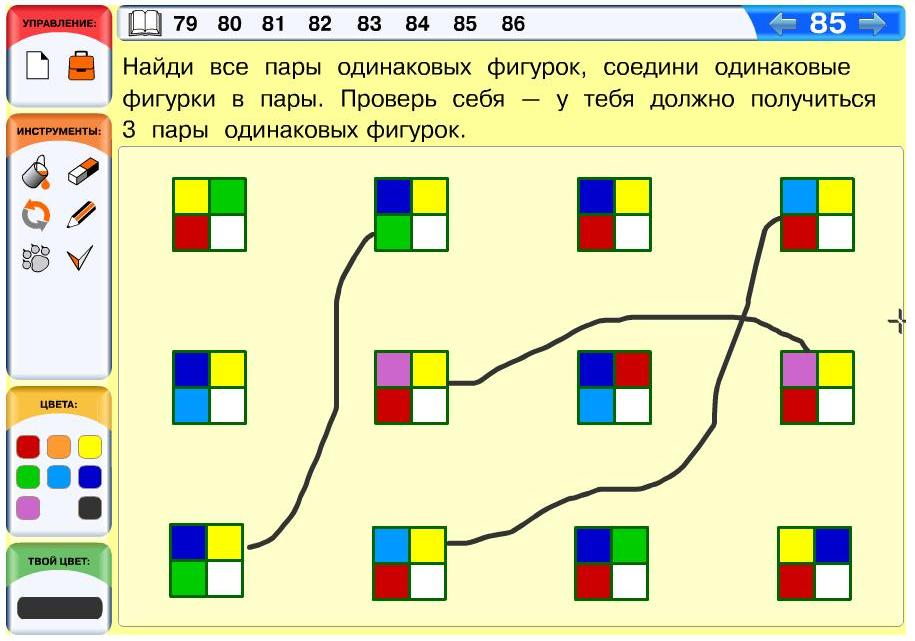 УПРАВЛЕНИЕ:
79 80 81 82 83 84 85 86
85
Найди все пары одинаковых фигурок, соедини одинаковые
фигурки в пары. Проверь себя — у тебя должно получиться
3 пары одинаковых фигурок.
ИНСТРУМЕНТЫ:
ЦВЕТА:
ТВОЙ ЦВЕТ: